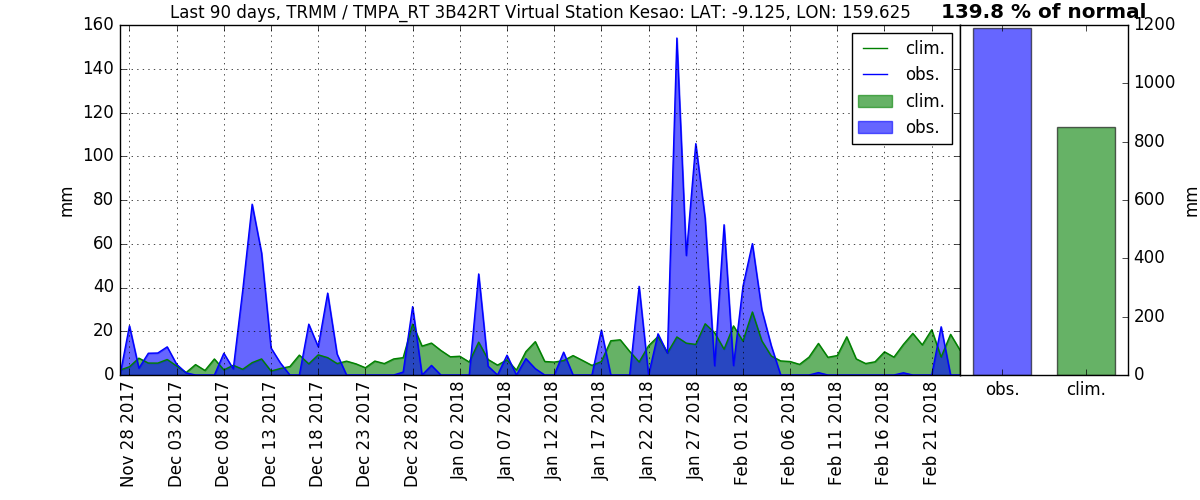 Last 90 days, TRMM / TMPA_RT 3B42RT Virtual Station Kesao: LAT: -9.125, LON: 159.625
139.8 % of normal
160
140
120
100
80
60
40
20
0
mm
clim.
obs.
clim.
obs.
Nov 28 2017
Dec 03 2017
Dec 08 2017
Dec 13 2017
Dec 18 2017
Dec 23 2017
Dec 28 2017
Jan 02 2018
Jan 07 2018
Jan 12 2018
Jan 17 2018
Jan 22 2018
Jan 27 2018
Feb 01 2018
Feb 06 2018
Feb 11 2018
Feb 16 2018
Feb 21 2018
1200
1000
800
600
400
200
0
mm
obs.
clim.